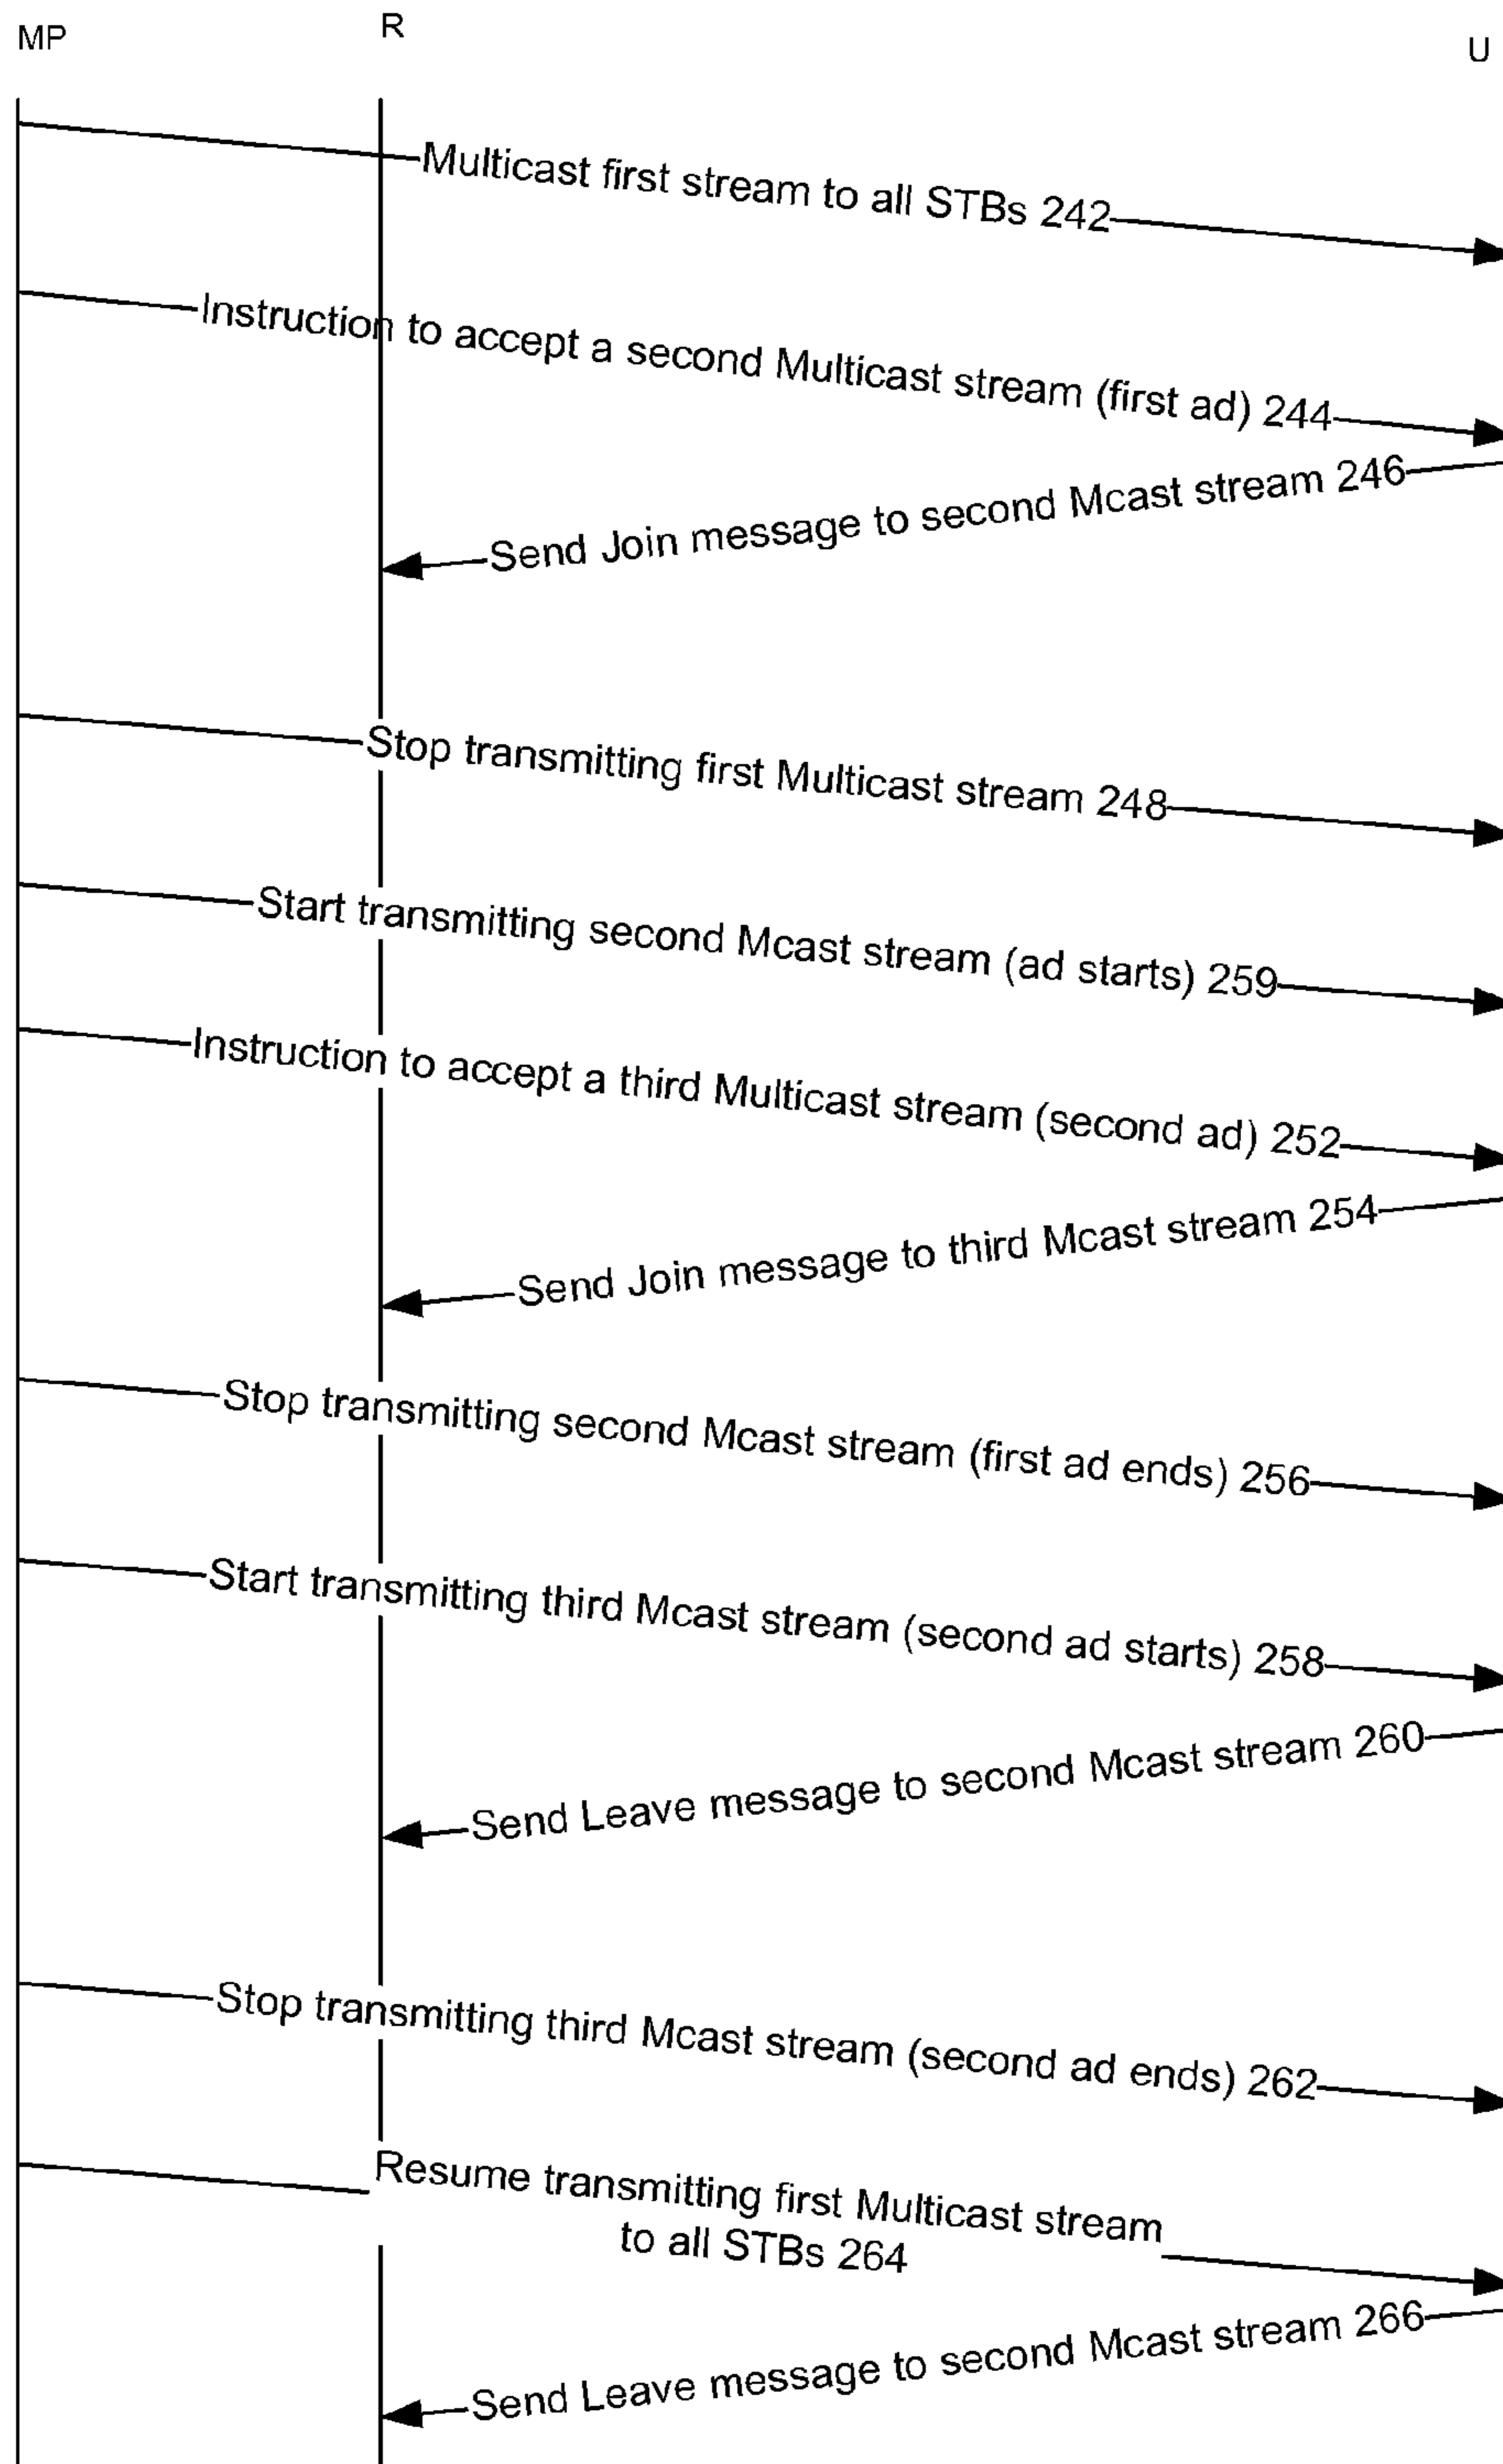 MP
R
U
Multicast first stream to all STBs 242
Instruction to accept a second Multicast stream (first ad) 244
Send Join message to second Mcast stream 246
Stop transmitting first Multicast stream 248
Start transmitting second Mcast stream (ad starts) 259
Instruction to accept a third Multicast stream (second ad) 252
Send Join message to third Mcast stream 254
Stop transmitting second Mcast stream (first ad ends) 256
Start transmitting third Mcast stream (second ad starts) 258
Send Leave message to second Mcast stream 260
Stop transmitting third Mcast stream (second ad ends) 262
Resume transmitting first Multicast stream
to all STBs 264
Send Leave message to second Mcast stream 266